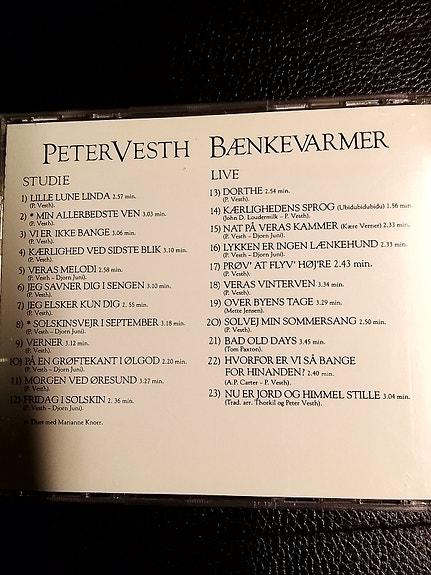 PETER VESTH BÆNKEVARMER
STUDIE
1) LILLE LUNE LINDA 2.57 min.
(P. Vesth).
2) * MIN ALLERBEDSTE VEN 3.03 min.
(P. Vesth).
3) VI ER IKKE BANGE 3.06 min.
(P. Vesth).
4) KÆRLIGHED VED SIDSTE BLIK 3.10 min.
(P. Vesth – Djorn Juni).
5) VERAS MELODI 2.58 min.
(P. Vesth – Djorn Juni).
6) JEG SAVNER DIG I SENGEN 3.10 min.
(P. Vesth).
7) JEG ELSKER KUN DIG 2. 55 min.
(P. Vesth).
8) * SOLSKINSVEJR I SEPTEMBER 3.18 min.
(P. Vesth – Djorn Juni).
9) VERNER 3.12 min.
(P. Vesth).
10) PÅ EN GRØFTEKANT I ØLGOD 2.20 min.
(P. Vesth – Djorn Juni).
11) MORGEN VED ØRESUND 3.27 min.
(P. Vesth).
12) FRIDAG I SOLSKIN 2. 36 min.
(P. Vesth – Djorn Juni).
* Duet med Marianne Knorr.
LIVE
13) DORTHE 2.54 min.
(P. Vesth).
14) KÆRLIGHEDENS SPROG (Ubidubidubidu) 1.56 min.
(John D. Loudermilk – P. Vesth).
15) NAT PÅ VERAS KAMMER (Kære Verner) 2.33 min.
(P. Vesth – Djorn Juni).
16) LYKKEN ER INGEN LÆNKEHUND 2.33 min.
(P. Vesth – Djorn Juni).
17) PRØV' AT FLYV' HØJ'RE 2.43 min.
(P. Vesth).
18) VERAS VINTERVEN 3.34 min.
(P. Vesth).
19) OVER BYENS TAGE 3.29 min.
(Mette Jensen).
20) SOLVEJ MIN SOMMERSANG 2.50 min.
(P. Vesth).
21) BAD OLD DAYS 3.45 min.
(Tom Paxton).
22) HVORFOR ER VI SÅ BANGE
FOR HINANDEN? 2.40 min.
(A.P. Carter – P. Vesth).
23) NU ER JORD OG HIMMEL STILLE 3.04 min.
(Trad. arr. Thorkil og Peter Vesth).